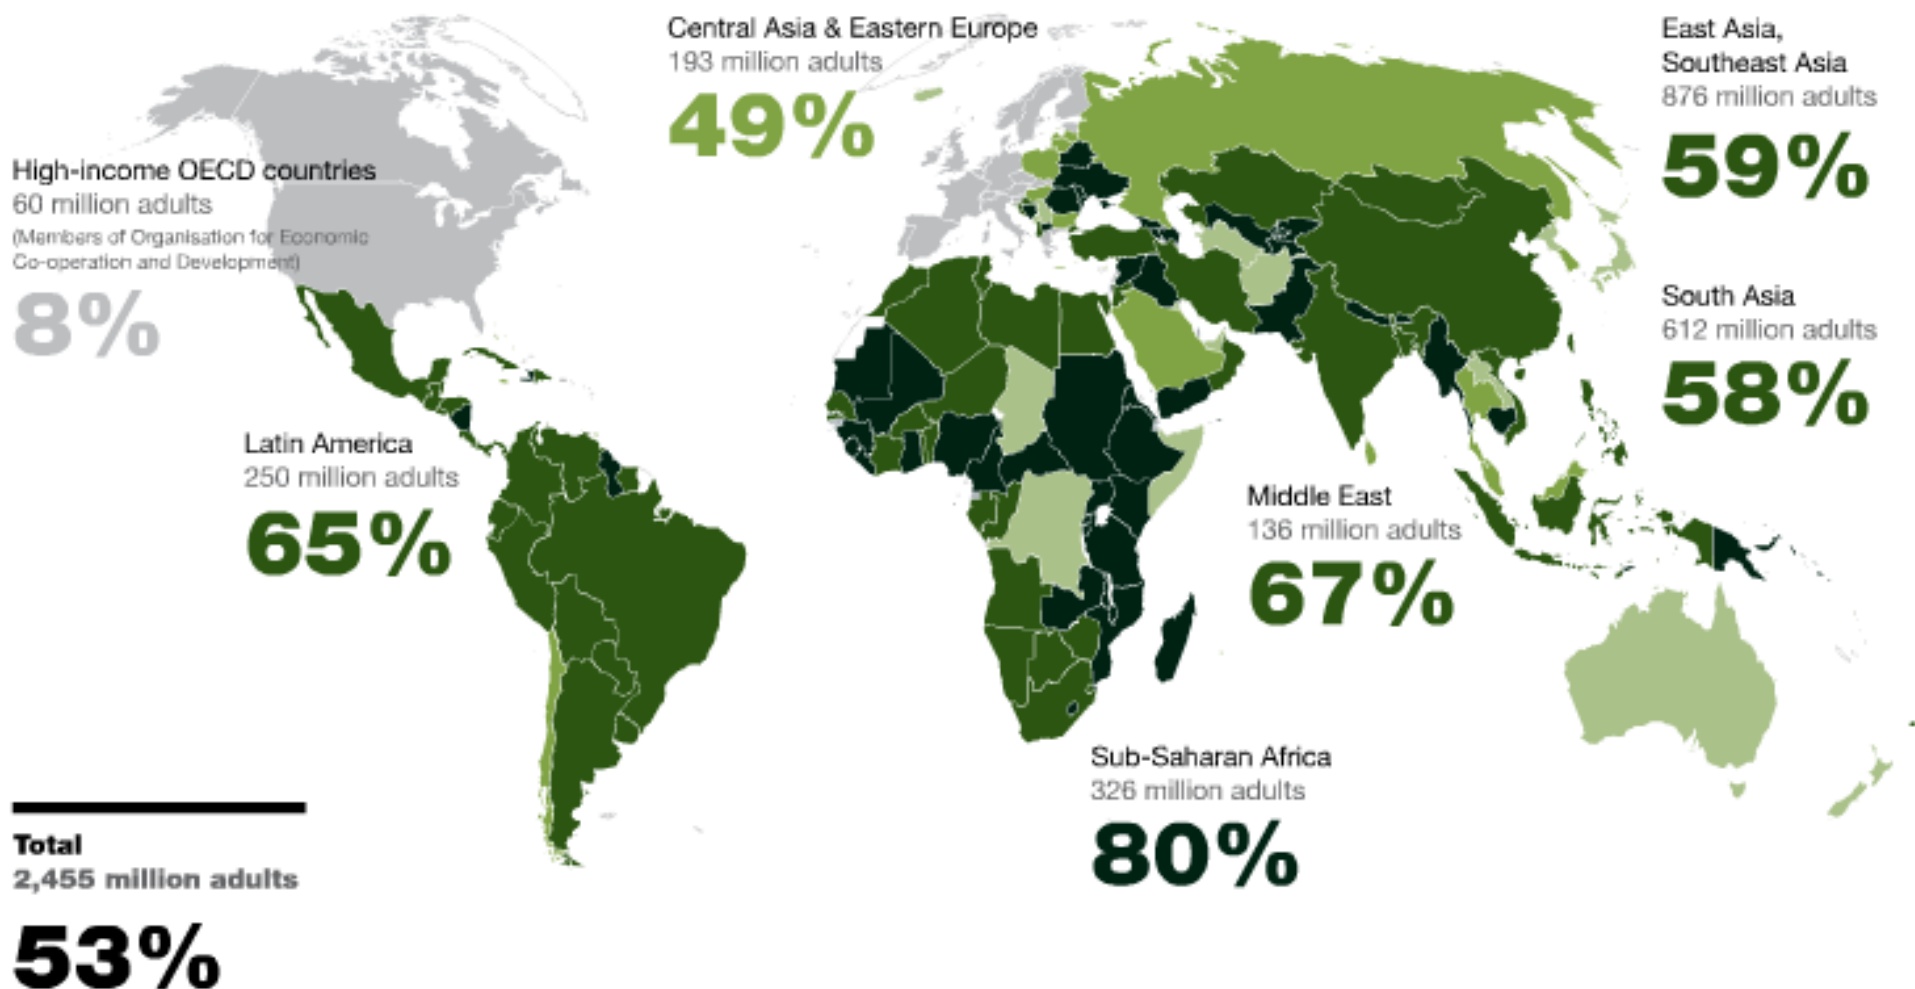 Central Asia & Eastern Europe
193 million adults
49%
East Asia,
Southeast Asia
876 million adults
59%
High-income OECD countries
60 million adults
(Members of Organisation for Economic
Co-operation and Development)
8%
South Asia
612 million adults
58%
Latin America
250 million adults
65%
Middle East
136 million adults
67%
Sub-Saharan Africa
326 million adults
80%
Total
2,455 million adults
53%